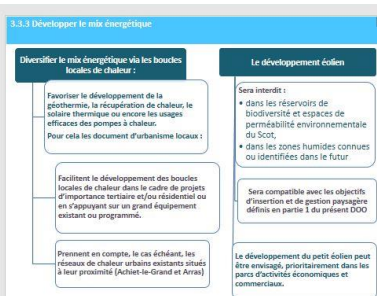 3.3.3 Développer le mix énergétique
Diversifier le mix énergétique via les boucles
locales de chaleur :
Favoriser le développement de la
géothermie, la récupération de chaleur, le
solaire thermique ou encore les usages
efficaces des pompes à chaleur.
Pour cela les document d'urbanisme locaux :
Facilitent le développement des boucles
locales de chaleur dans le cadre de projets
d'importance tertiaire et/ou résidentiel ou
en s'appuyant sur un grand équipement
existant ou programmé.
Prennent en compte, le cas échéant, les
réseaux de chaleur urbains existants situés
à leur proximité (Achiet-le-Grand et Arras)
Le développement éolien
Sera interdit :
• dans les réservoirs de
biodiversité et espaces de
perméabilité environnementale
du Scot,
• dans les zones humides connues
ou identifiées dans le futur
Sera compatible avec les objectifs
d'insertion et de gestion paysagère
définis en partie 1 du présent DOO
Le développement du petit éolien peut
être envisagé, prioritairement dans les
parcs d'activités économiques et
commerciaux.